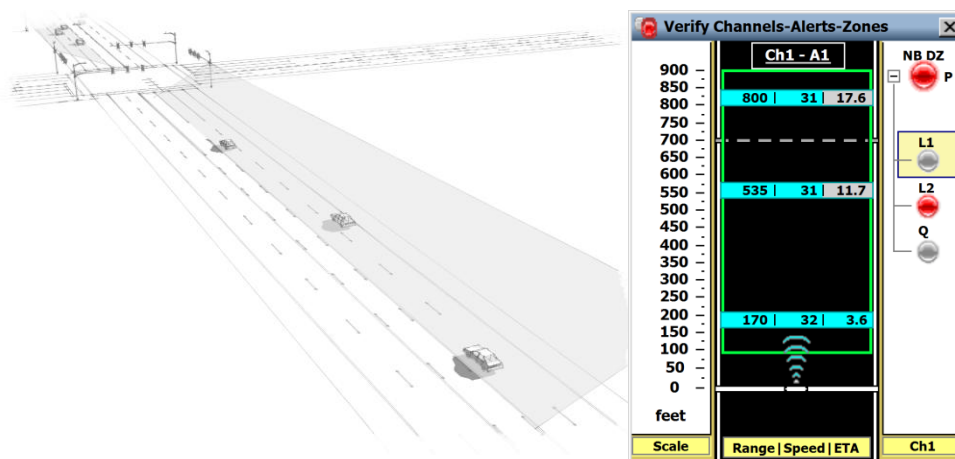 Verify Channels-Alerts-Zones
Ch1 - A1
900
850
800
750
700
650
600
550
500
450
400
350
300
250
200
150
100
50
0
feet
Scale
800 | 31 | 17.6
535 | 31 | 11.7
170 | 32 | 3.6
Range|Speed|ETA
NB DZ
P
L1
L2
Q
Ch1